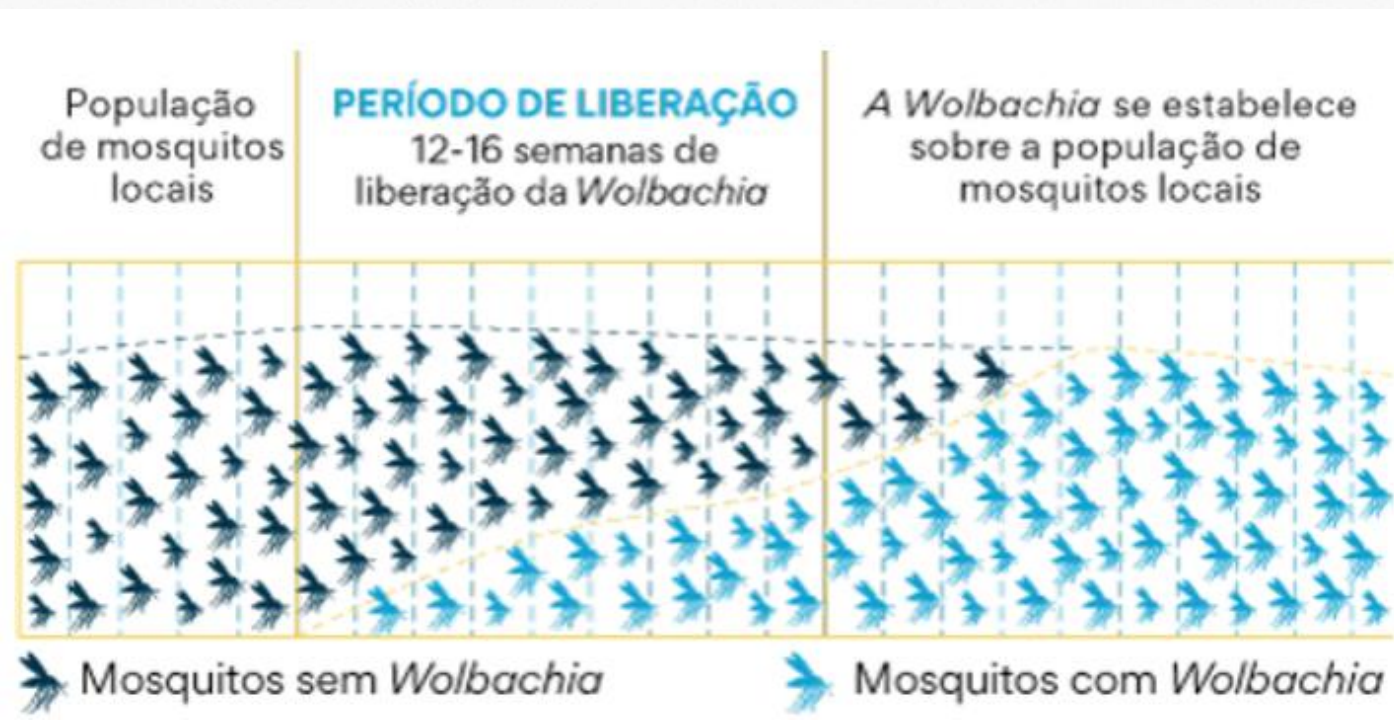 População
de mosquitos
locais
PERÍODO DE LIBERAÇÃO
12-16 semanas de
liberação da Wolbachia
A Wolbachia se estabelece
sobre a população de
mosquitos locais
Mosquitos sem Wolbachia
Mosquitos com Wolbachia